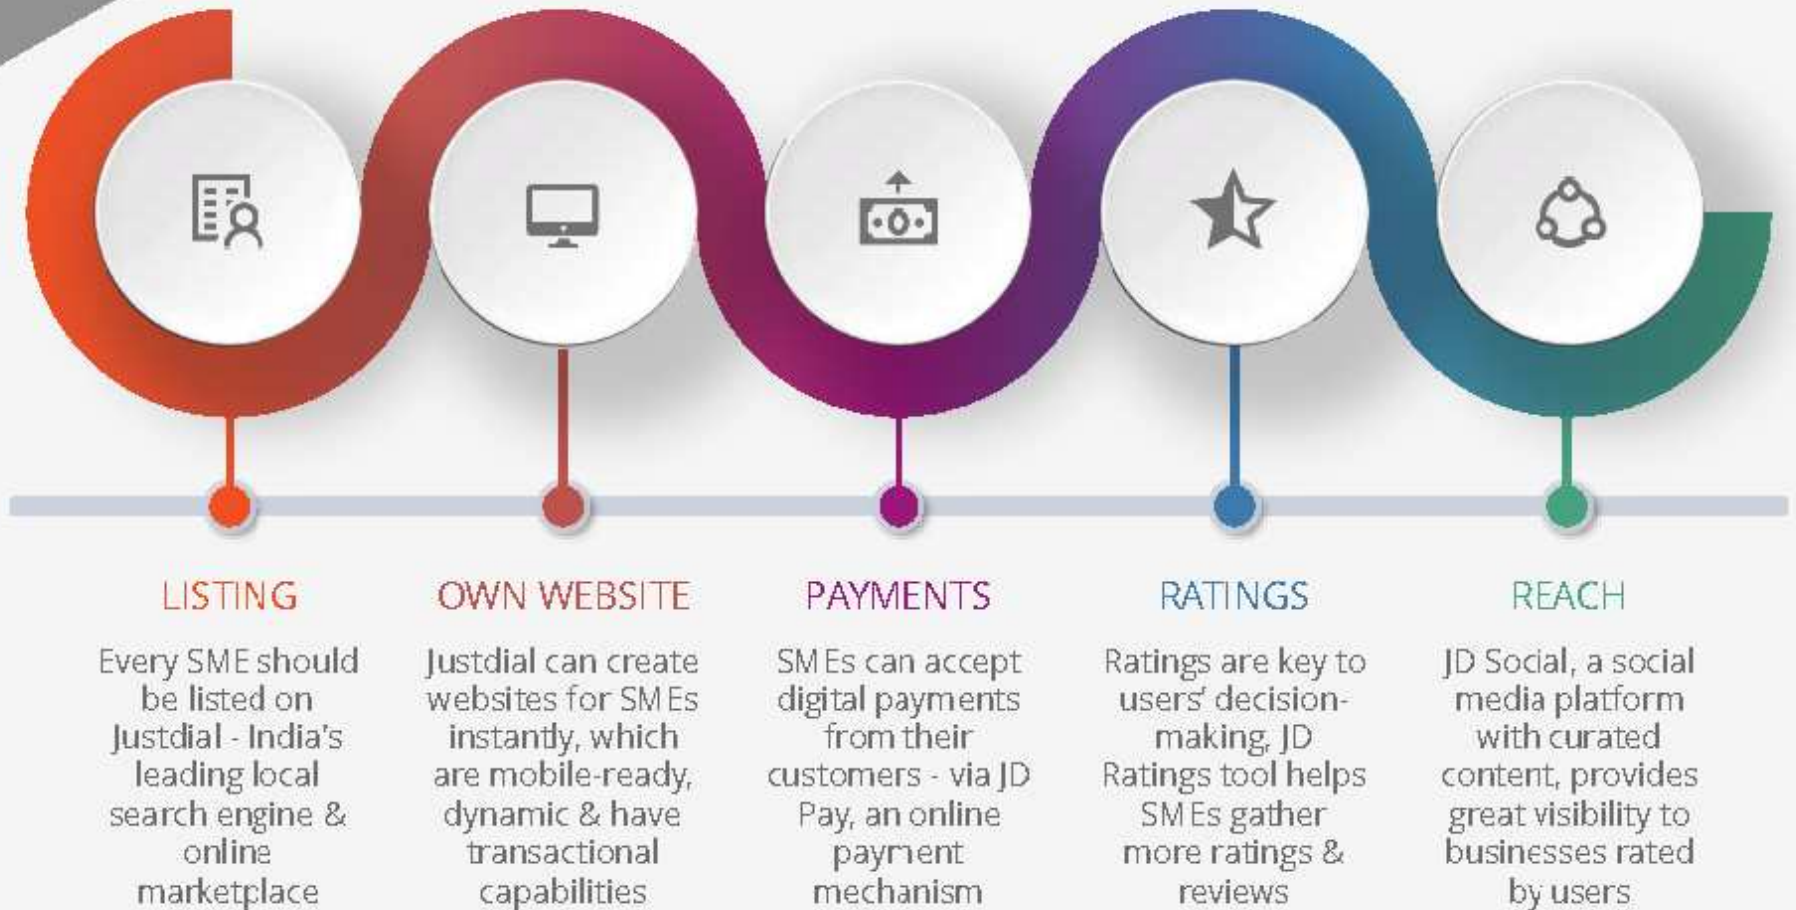 LISTING
Every SME should
be listed on
Justdial - India's
leading local
search engine &
online
marketplace
OWN WEBSITE
Justdial can create
websites for SMEs
instantly, which
are mobile-ready,
dynamic & have
transactional
capabilities
PAYMENTS
SMEs can accept
digital payments
from their
customers - via JD
Pay, an online
payment
mechanism
RATINGS
Ratings are key to
users' decision-
making, JD
Ratings tool helps
SMEs gather
more ratings &
reviews
REACH
JD Social, a social
media platform
with curated
content, provides
great visibility to
businesses rated
by users